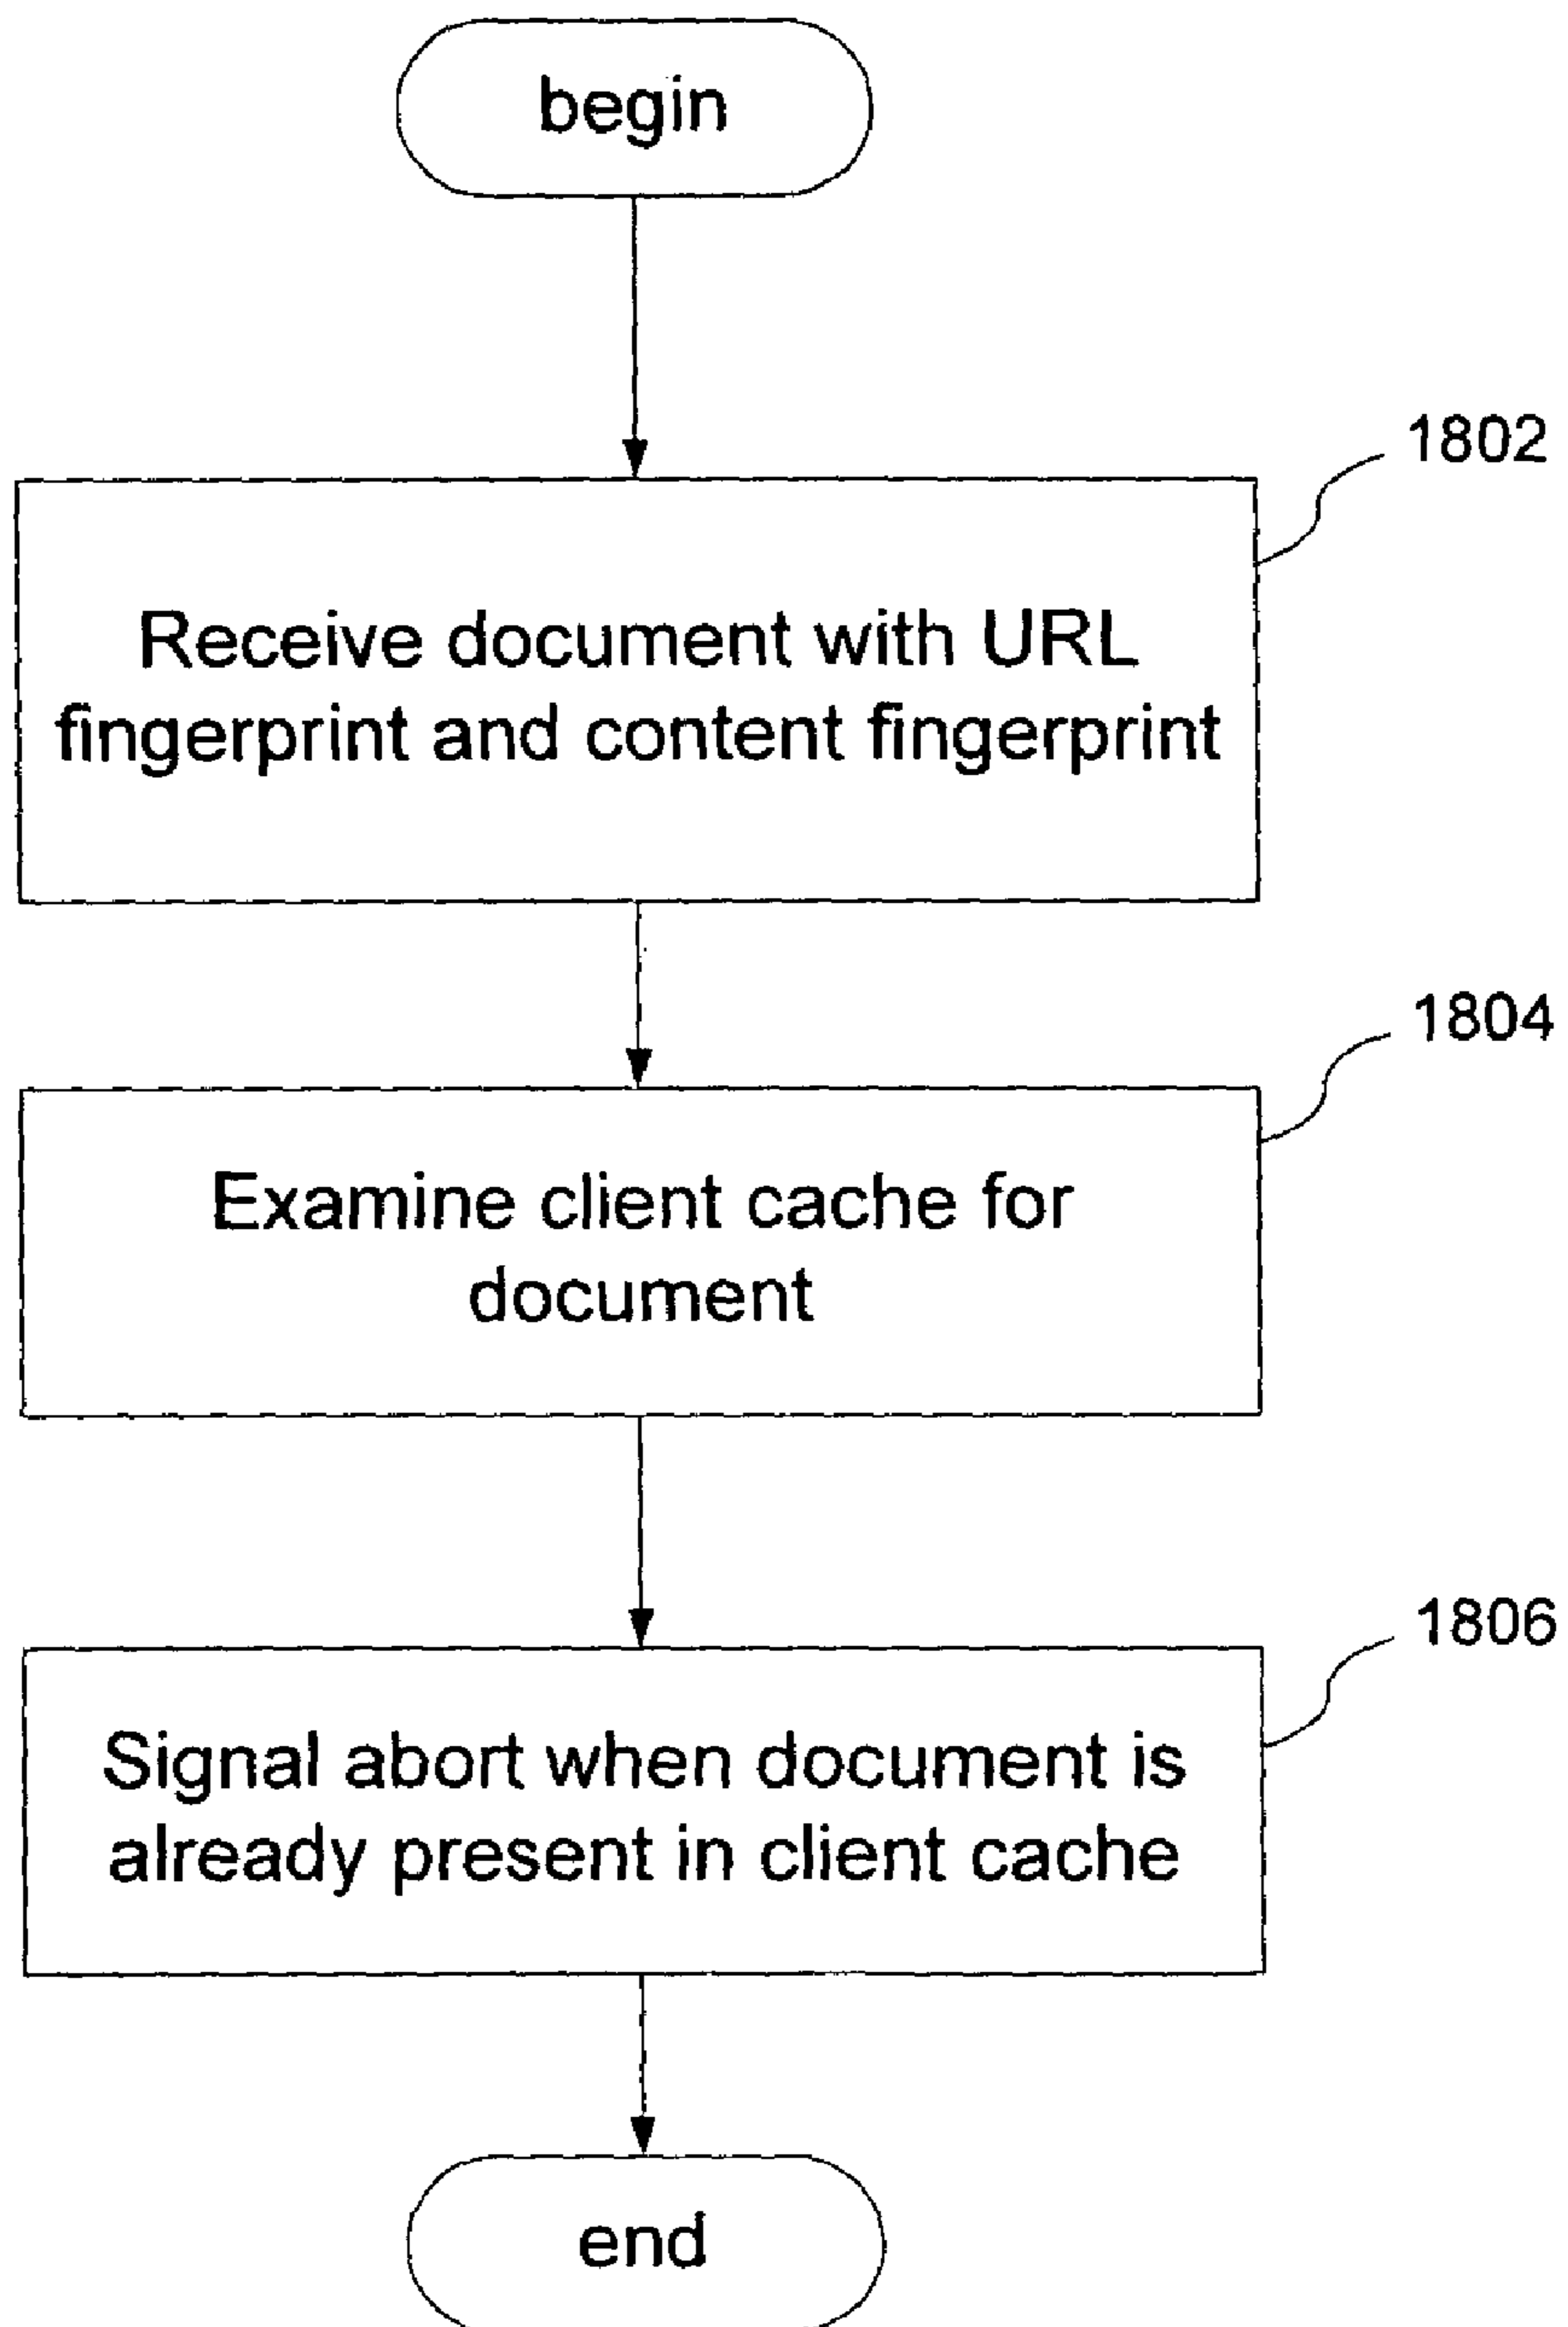 begin
1802
Receive document with URL
fingerprint and content fingerprint
1804
Examine client cache for
document
1806
Signal abort when document is
already present in client cache
end